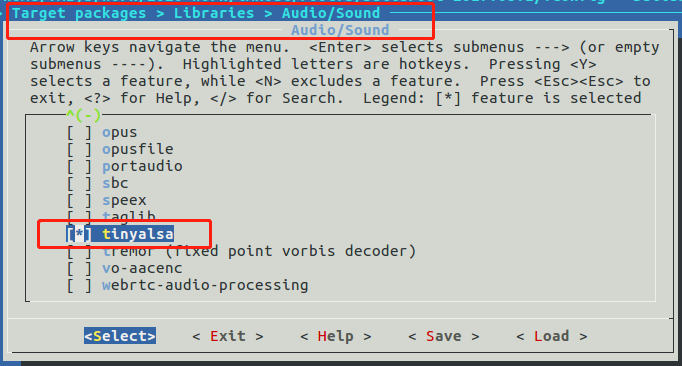 Target packages > Libraries > Audio/Sound
Audio/Sound
Arrow keys navigate the menu.  <Enter> selects submenus ---> (or empty
submenus ----).  Highlighted letters are hotkeys.  Pressing <Y>
selects a feature, while <N> excludes a feature.  Press <Esc><Esc> to
exit, <?> for Help, </> for Search.  Legend: [*] feature is selected
^(-)
[ ] opus
[ ] opusfile
[ ] portaudio
[ ] sbc
[ ] speex
[ ] taglib
[*] tinyalsa
[ ] tremor (fixed point vorbis decoder)
[ ] vo-aacenc
[ ] webrtc-audio-processing
<Select>    < Exit >    < Help >    < Save >    < Load >